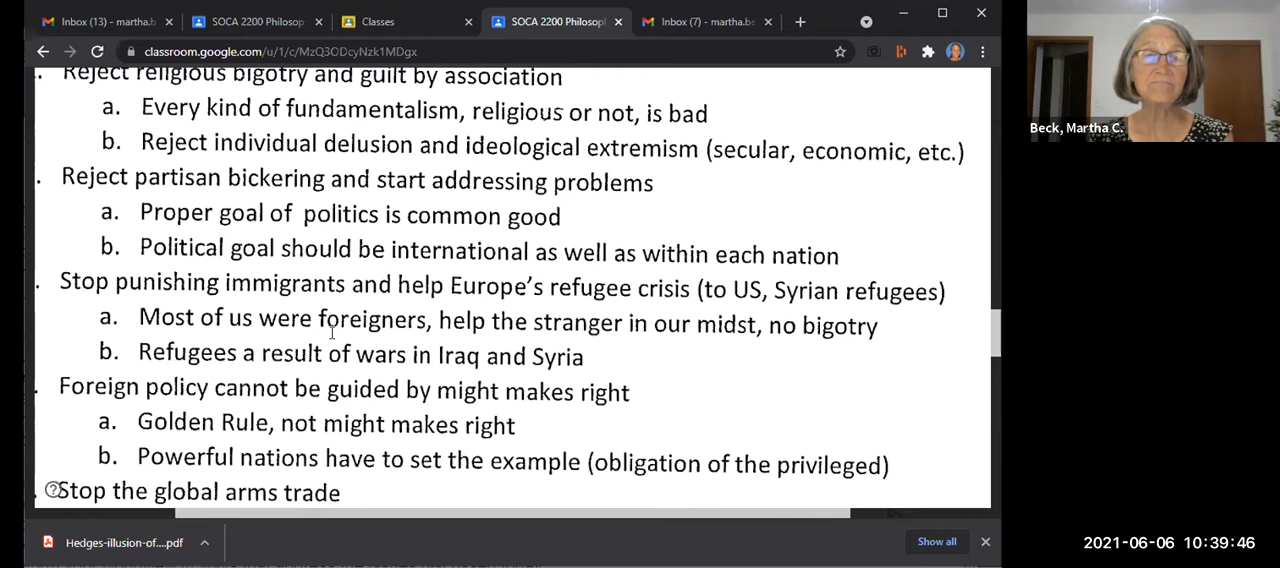 Inbox (13) - martha.b
SOCA 2200 Philosop
Classes
SOCA 2200 Philosop
Inbox (7) - martha.be
classroom.google.com/u/1/c/MzQ3ODcyNzk1MDgx
. Reject religious bigotry and guilt by association
a. Every kind of fundamentalism, religious or not, is bad
b. Reject individual delusion and ideological extremism (secular, economic, etc.)
. Reject partisan bickering and start addressing problems
a. Proper goal of politics is common good
b. Political goal should be international as well as within each nation
. Stop punishing immigrants and help Europe's refugee crisis (to US, Syrian refugees)
a. Most of us were foreigners, help the stranger in our midst, no bigotry
b. Refugees a result of wars in Iraq and Syria
. Foreign policy cannot be guided by might makes right
a. Golden Rule, not might makes right
b. Powerful nations have to set the example (obligation of the privileged)
. Stop the global arms trade
Hedges-illusion-of....pdf
Show all
Beck, Martha C.
2021-06-06 10:39:46